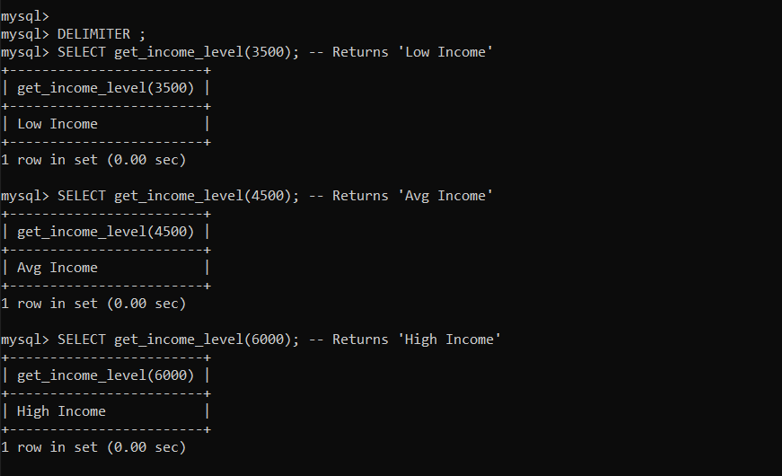 mysql>
mysql> DELIMITER ;
mysql> SELECT get_income_level(3500); -- Returns 'Low Income'
+------------------------+
| get_income_level(3500) |
+------------------------+
| Low Income             |
+------------------------+
1 row in set (0.00 sec)

mysql> SELECT get_income_level(4500); -- Returns 'Avg Income'
+------------------------+
| get_income_level(4500) |
+------------------------+
| Avg Income             |
+------------------------+
1 row in set (0.00 sec)

mysql> SELECT get_income_level(6000); -- Returns 'High Income'
+------------------------+
| get_income_level(6000) |
+------------------------+
| High Income            |
+------------------------+
1 row in set (0.00 sec)